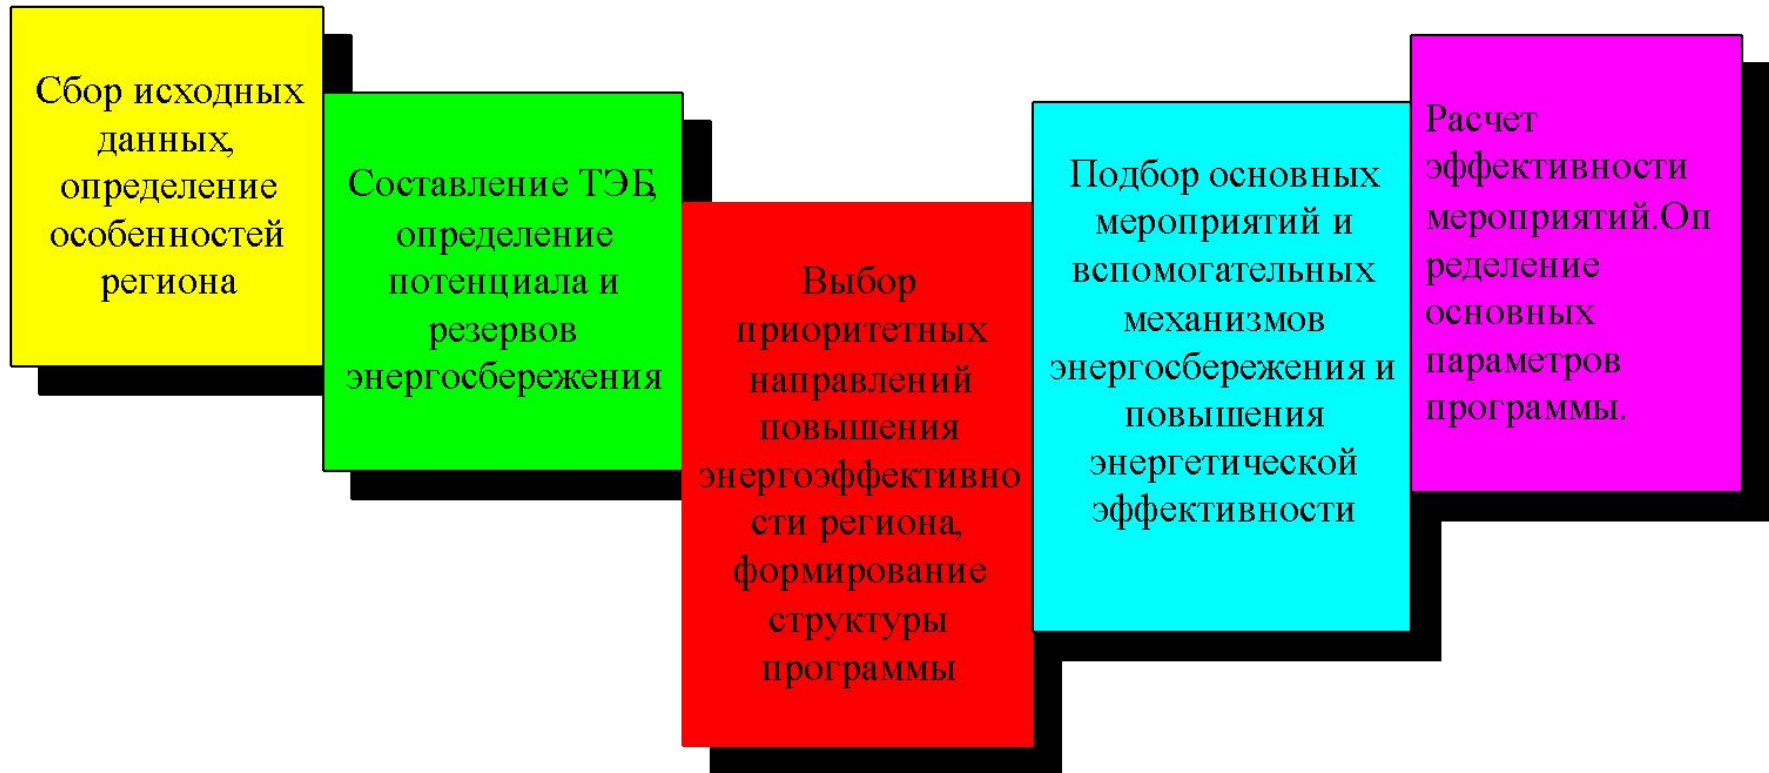 Сбор исходных
данных,
определение
особенностей
региона
Составление ТЭБ,
определение
потенциала и
резервов
энергосбережения
Выбор
приоритетных
направлений
повышения
энергоэффективно
сти региона,
формирование
структуры
программы
Подбор основных
мероприятий и
вспомогательных
механизмов
энергосбережения и
повышения
энергетической
эффективности
Расчет
эффективности
мероприятий.Оп
ределение
основных
параметров
программы.